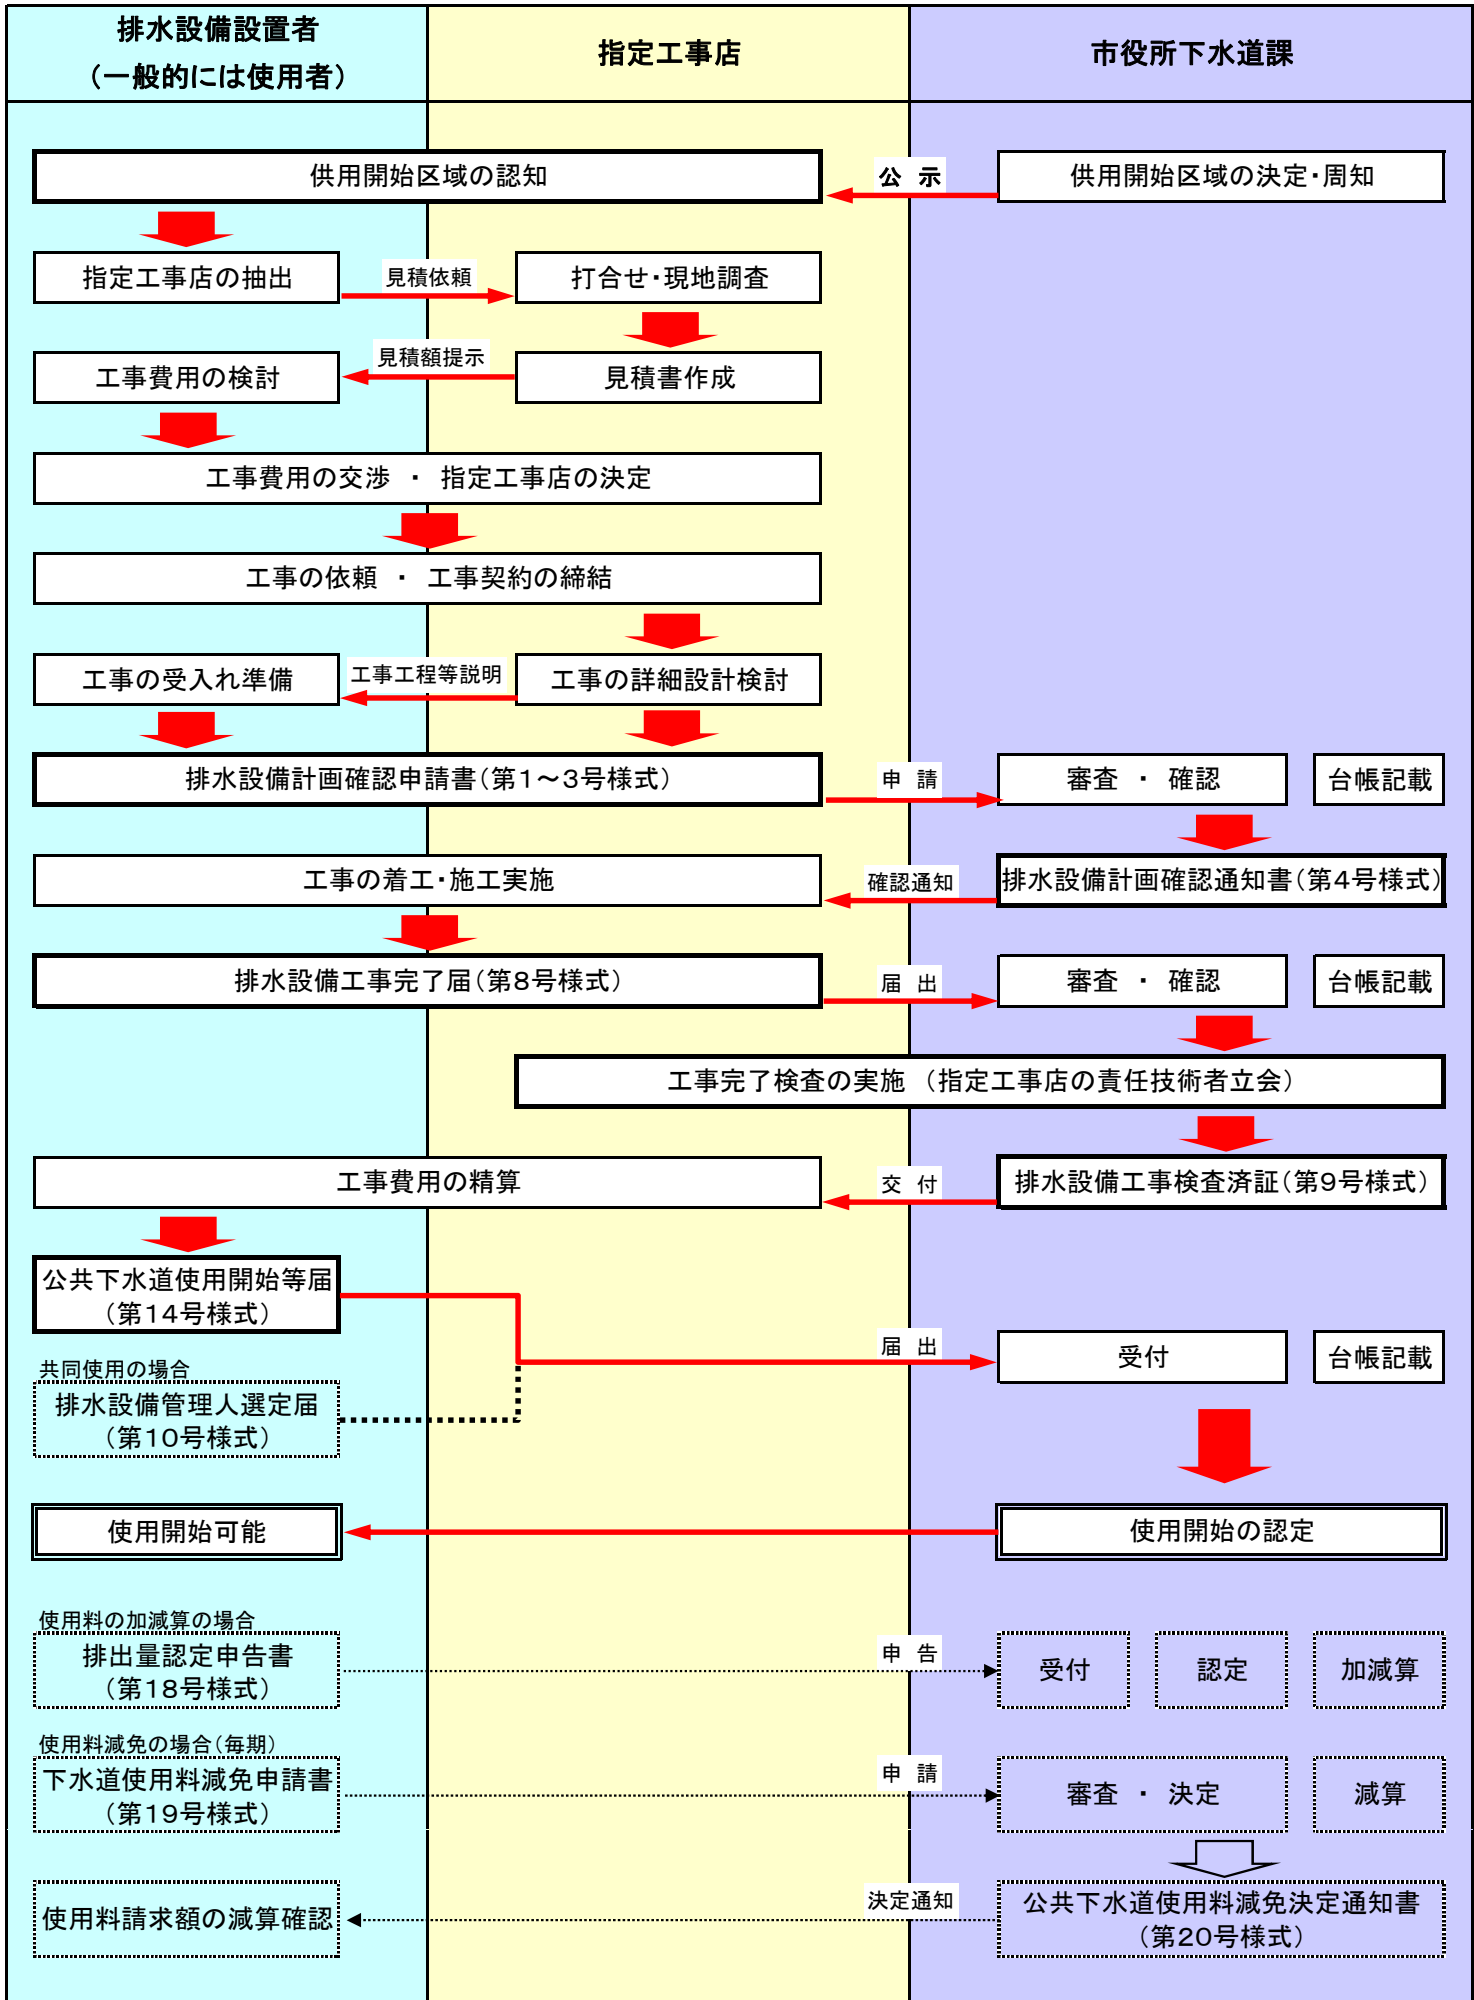 排水設備設置者
（一般的には使用者）
指定工事店
市役所下水道課
供用開始区域の認知
公　示
供用開始区域の決定・周知
指定工事店の抽出
見積依頼
打合せ・現地調査
工事費用の検討
見積額提示
見積書作成
工事費用の交渉　・　指定工事店の決定
工事の依頼　・　工事契約の締結
工事の受入れ準備
工事工程等説明
工事の詳細設計検討
排水設備計画確認申請書（第１～３号様式）
申　請
審査　・　確認
台帳記載
工事の着工・施工実施
確認通知
排水設備計画確認通知書（第４号様式）
排水設備工事完了届（第８号様式）
届　出
審査　・　確認
台帳記載
工事完了検査の実施　（指定工事店の責任技術者立会）
工事費用の精算
交　付
排水設備工事検査済証（第９号様式）
公共下水道使用開始等届
（第１４号様式）
届　出
受付
台帳記載
共同使用の場合
排水設備管理人選定届
（第１０号様式）
使用開始可能
使用開始の認定
使用料の加減算の場合
排出量認定申告書
（第１８号様式）
申　告
受付
認定
加減算
使用料減免の場合（毎期）
下水道使用料減免申請書
（第１９号様式）
申　請
審査　・　決定
減算
使用料請求額の減算確認
決定通知
公共下水道使用料減免決定通知書
（第２０号様式）